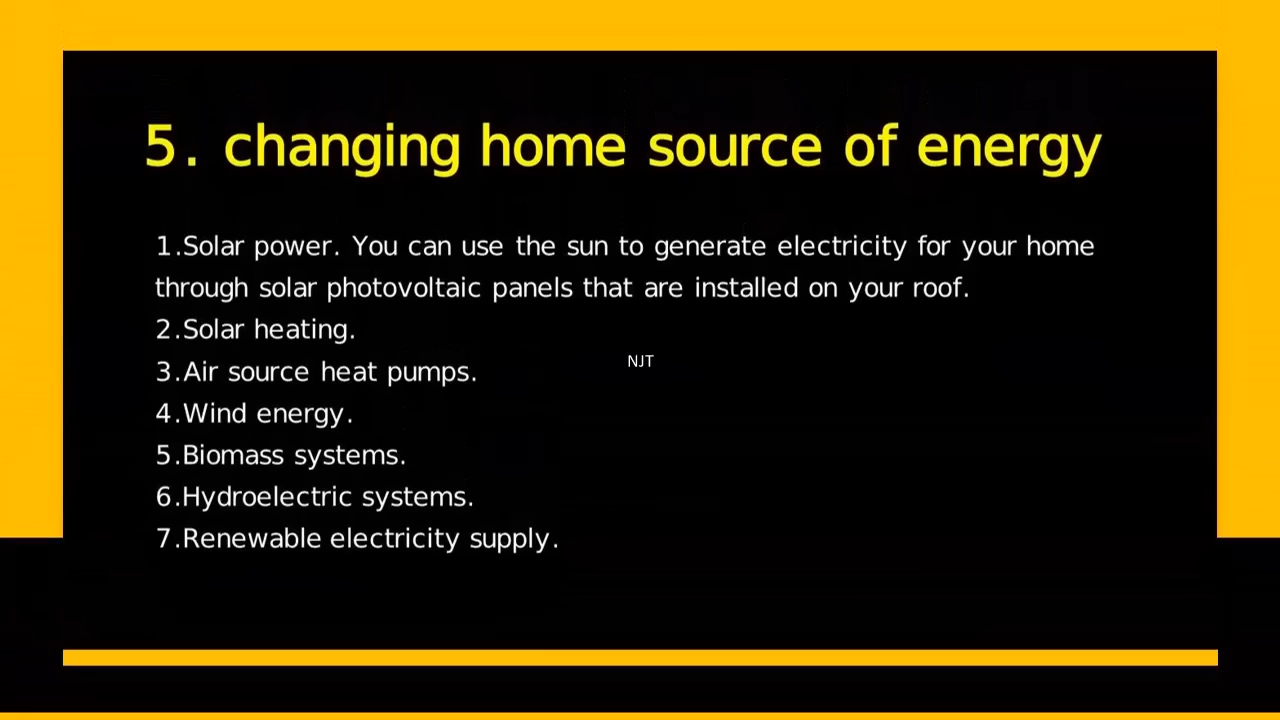 5. changing home source of energy
1.Solar power. You can use the sun to generate electricity for your home
through solar photovoltaic panels that are installed on your roof.
2.Solar heating.
3.Air source heat pumps.
NJT
4.Wind energy.
5.Biomass systems.
6.Hydroelectric systems.
7.Renewable electricity supply.